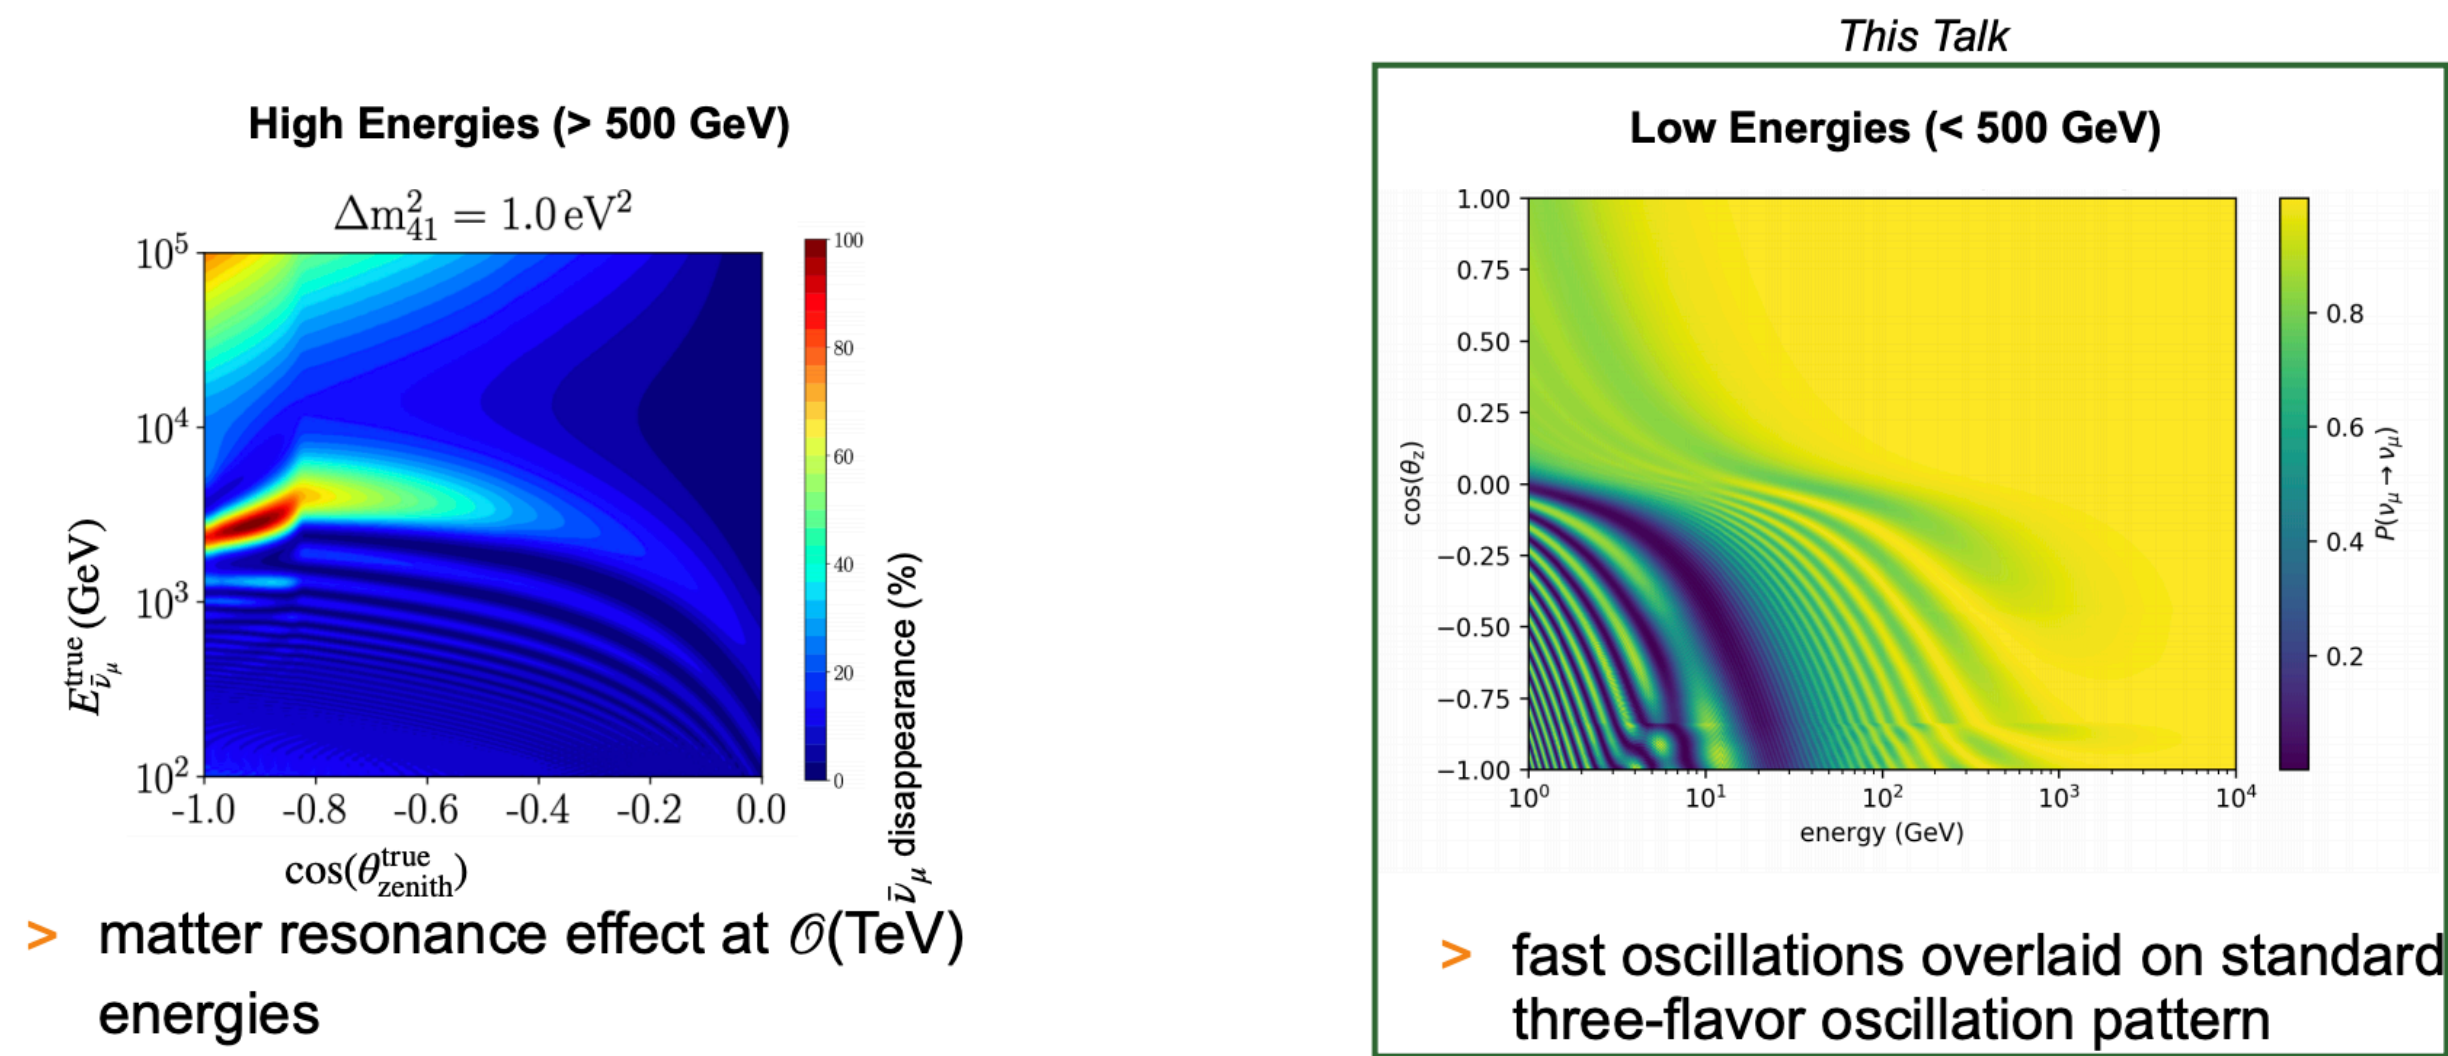 This Talk
High Energies (> 500 GeV)
Δm²₄₁ = 1.0 eV²
10⁵
10⁴
10³
10²
-1.0 -0.8 -0.6 -0.4 -0.2 0.0
E^true_ν̄μ (GeV)
cos(θ^true_zenith)
100
80
60
40
20
0
ν̄μ disappearance (%)
> matter resonance effect at 𝒪(TeV)
energies
Low Energies (< 500 GeV)
1.00
0.75
0.50
0.25
0.00
−0.25
−0.50
−0.75
−1.00
cos(θz)
10⁰ 10¹ 10² 10³ 10⁴
energy (GeV)
0.8
0.6
0.4
0.2
P(νμ → νμ)
> fast oscillations overlaid on standard
three-flavor oscillation pattern